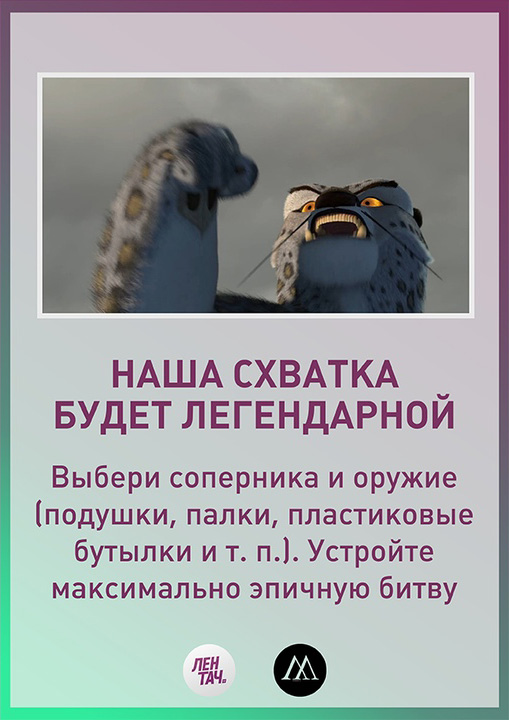 НАША СХВАТКА
БУДЕТ ЛЕГЕНДАРНОЙ
Выбери соперника и оружие
(подушки, палки, пластиковые
бутылки и т. п.). Устройте
максимально эпичную битву
ЛЕН
ТАЧ